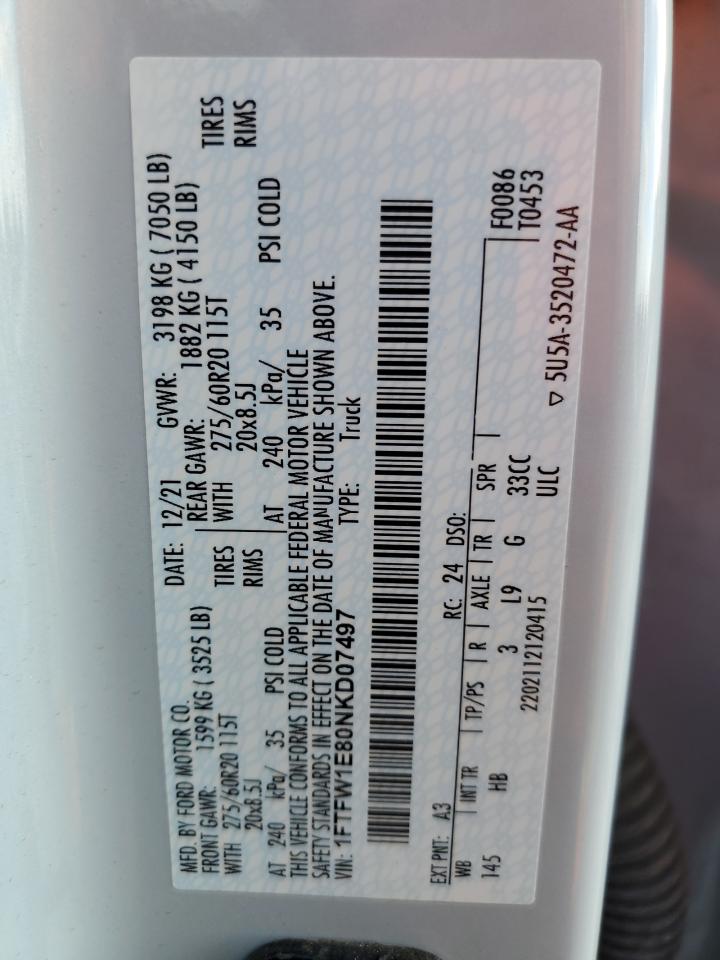 MFD. BY FORD MOTOR CO. DATE: 12/21 GVWR: 3198 KG ( 7050 LB)
FRONT GAWR: 1599 KG ( 3525 LB) REAR GAWR: 1882 KG ( 4150 LB)
WITH 275/60R20 115T TIRES WITH 275/60R20 115T TIRES
20x8.5J RIMS 20x8.5J RIMS
AT 240 kPa/ 35 PSI COLD AT 240 kPa/ 35 PSI COLD
THIS VEHICLE CONFORMS TO ALL APPLICABLE FEDERAL MOTOR VEHICLE
SAFETY STANDARDS IN EFFECT ON THE DATE OF MANUFACTURE SHOWN ABOVE.
VIN: 1FTFW1E80NKD07497 TYPE: Truck
EXT PNT: A3 RC: 24 DSO:
WB INT TR TP/PS R AXLE TR SPR F0086
145 HB 3 L9 G 33CC T0453
2202112120415 ULC
▽ 5U5A-3520472-AA